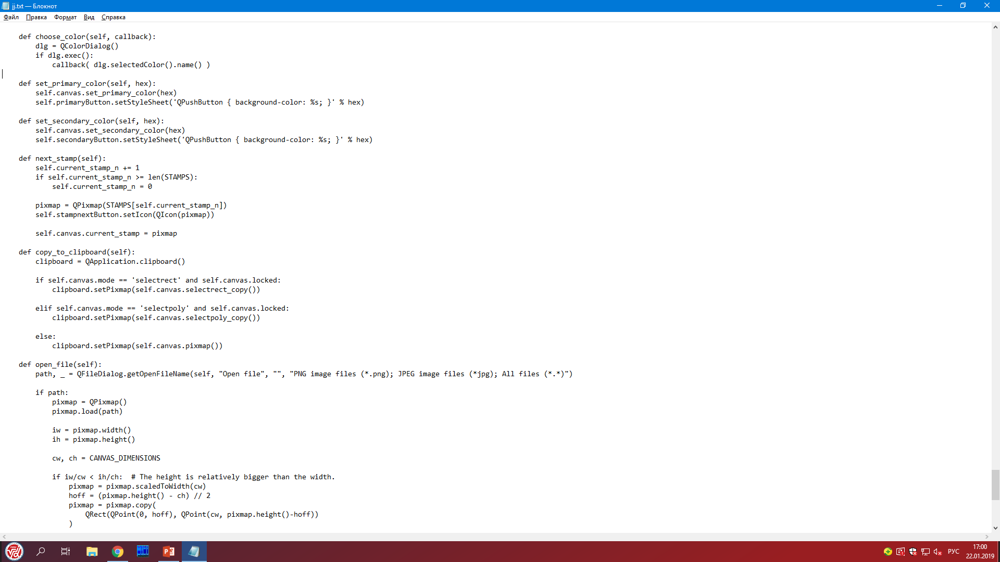 jj.txt — Блокнот
Файл Правка Формат Вид Справка
    def choose_color(self, callback):
        dlg = QColorDialog()
        if dlg.exec():
            callback( dlg.selectedColor().name() )

    def set_primary_color(self, hex):
        self.canvas.set_primary_color(hex)
        self.primaryButton.setStyleSheet('QPushButton { background-color: %s; }' % hex)

    def set_secondary_color(self, hex):
        self.canvas.set_secondary_color(hex)
        self.secondaryButton.setStyleSheet('QPushButton { background-color: %s; }' % hex)

    def next_stamp(self):
        self.current_stamp_n += 1
        if self.current_stamp_n >= len(STAMPS):
            self.current_stamp_n = 0

        pixmap = QPixmap(STAMPS[self.current_stamp_n])
        self.stampnextButton.setIcon(QIcon(pixmap))

        self.canvas.current_stamp = pixmap

    def copy_to_clipboard(self):
        clipboard = QApplication.clipboard()

        if self.canvas.mode == 'selectrect' and self.canvas.locked:
            clipboard.setPixmap(self.canvas.selectrect_copy())

        elif self.canvas.mode == 'selectpoly' and self.canvas.locked:
            clipboard.setPixmap(self.canvas.selectpoly_copy())

        else:
            clipboard.setPixmap(self.canvas.pixmap())

    def open_file(self):
        path, _ = QFileDialog.getOpenFileName(self, "Open file", "", "PNG image files (*.png); JPEG image files (*jpg); All files (*.*)")

        if path:
            pixmap = QPixmap()
            pixmap.load(path)

            iw = pixmap.width()
            ih = pixmap.height()

            cw, ch = CANVAS_DIMENSIONS

            if iw/cw < ih/ch:  # The height is relatively bigger than the width.
                pixmap = pixmap.scaledToWidth(cw)
                hoff = (pixmap.height() - ch) // 2
                pixmap = pixmap.copy(
                    QRect(QPoint(0, hoff), QPoint(cw, pixmap.height()-hoff))
                )
РУС
17:00
22.01.2019